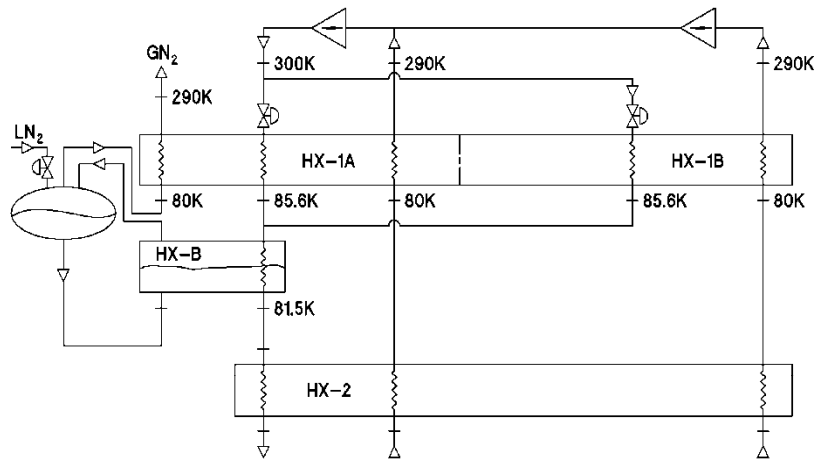 GN2
300K
290K
290K
290K
LN2
HX-1A
HX-1B
80K
85.6K
80K
85.6K
80K
HX-B
81.5K
HX-2